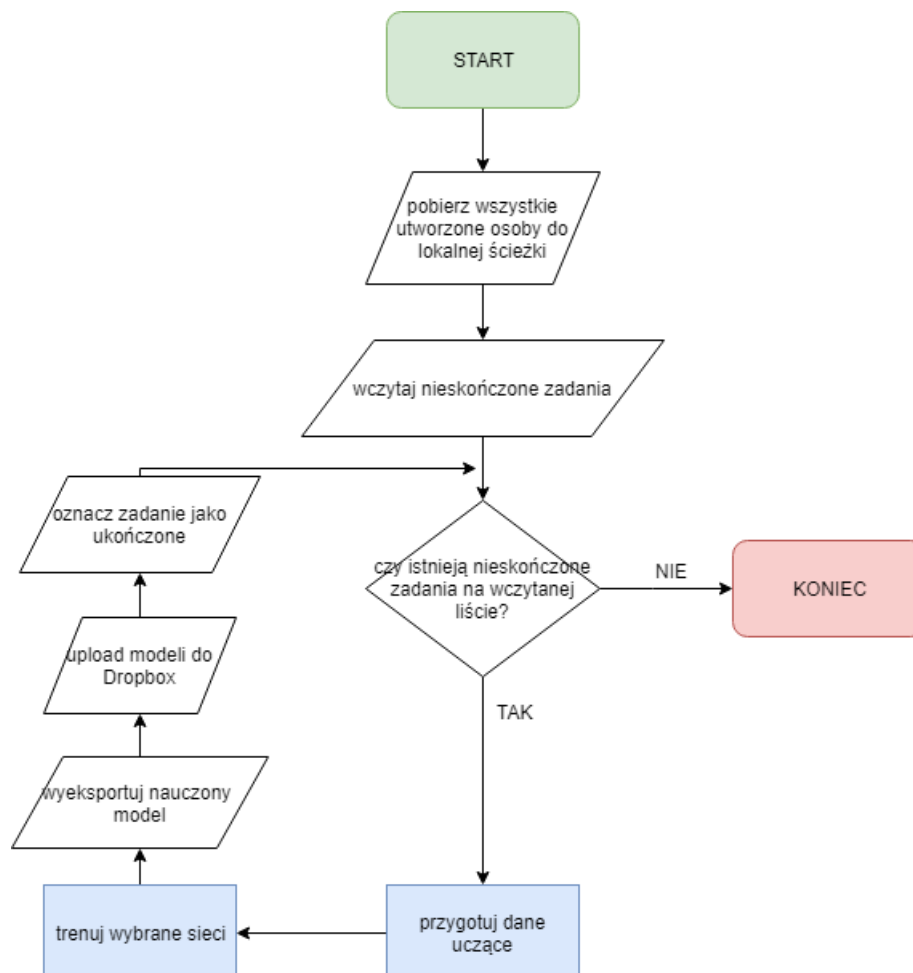 START
pobierz wszystkie
utworzone osoby do
lokalnej ścieżki
wczytaj nieskończone zadania
oznacz zadanie jako
ukończone
czy istnieją nieskończone
zadania na wczytanej
liście?
NIE
KONIEC
upload modeli do
Dropbox
TAK
wyeksportuj nauczony
model
trenuj wybrane sieci
przygotuj dane
uczące